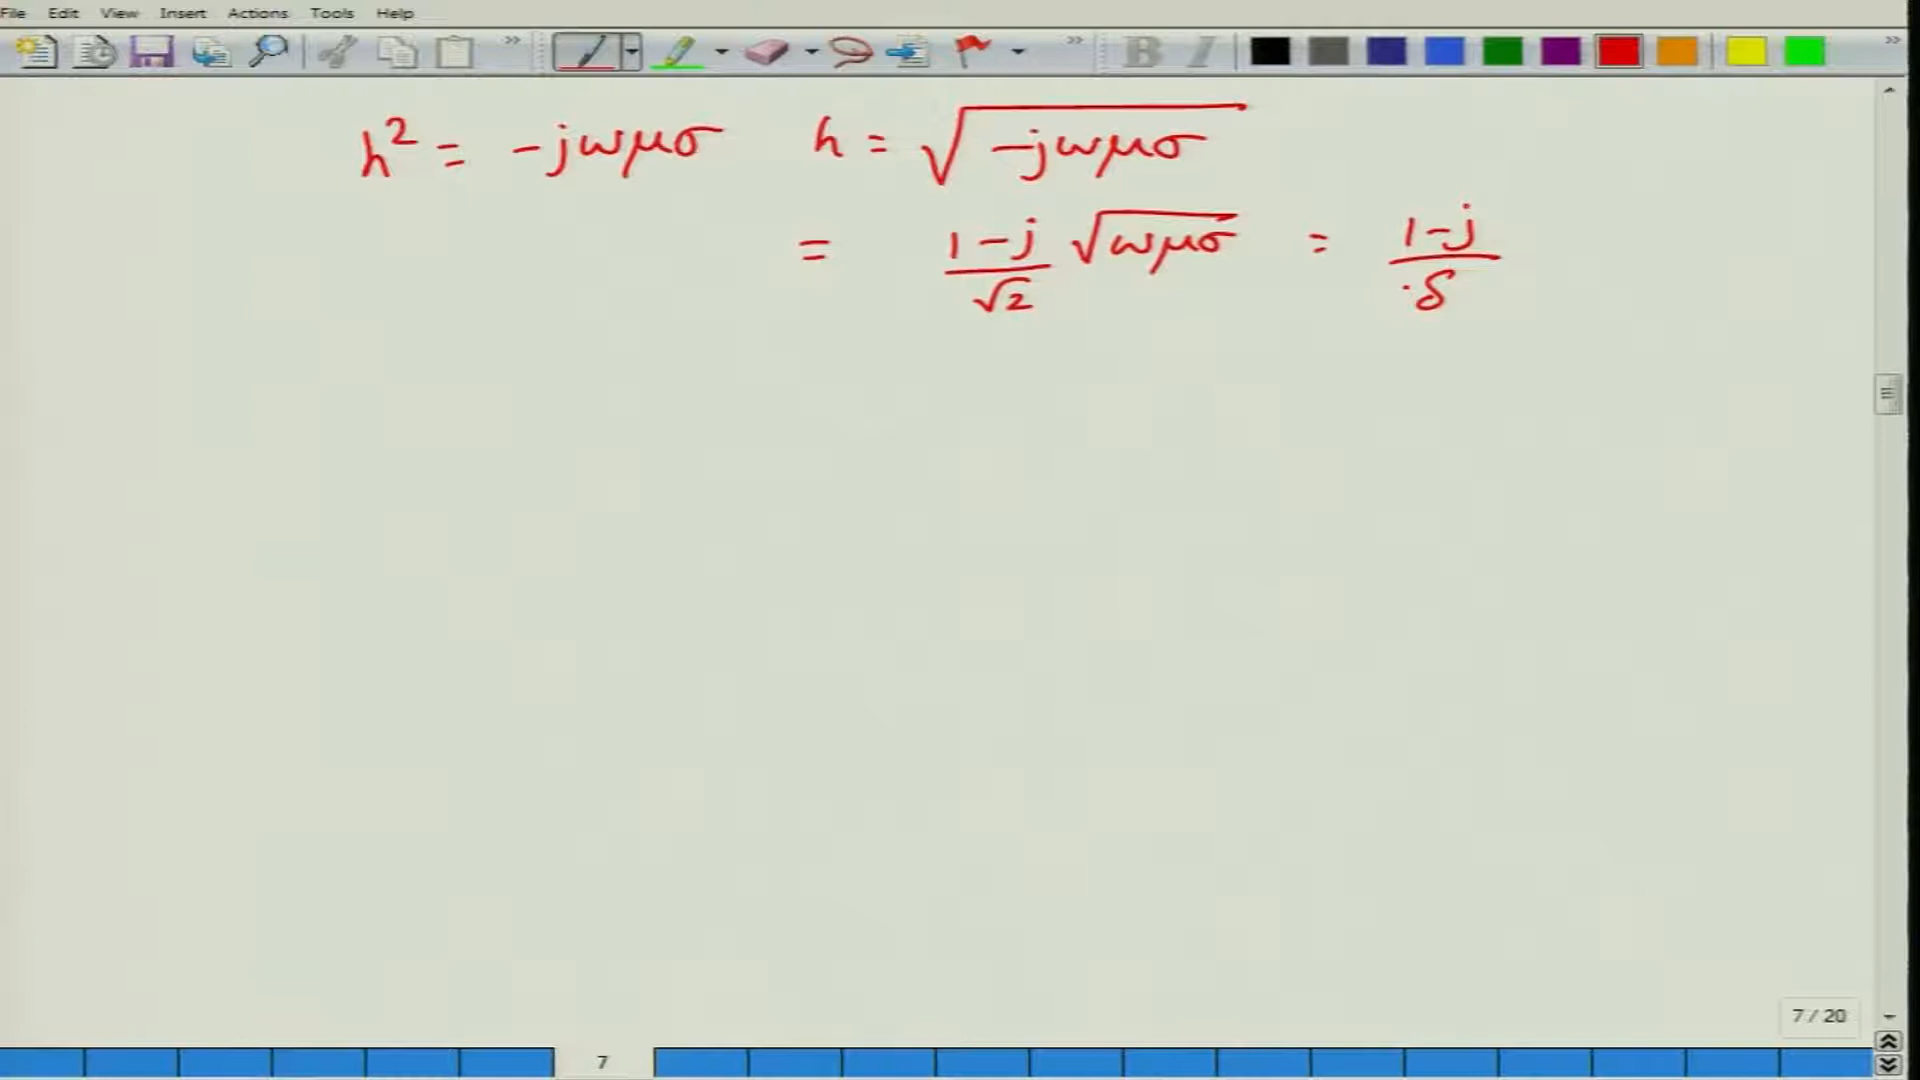 File Edit View Insert Actions Tools Help
B I
h² = -jωμσ h = √(-jωμσ)
= (1-j)/√2 √(ωμσ) = (1-j)/δ
7 / 20
7